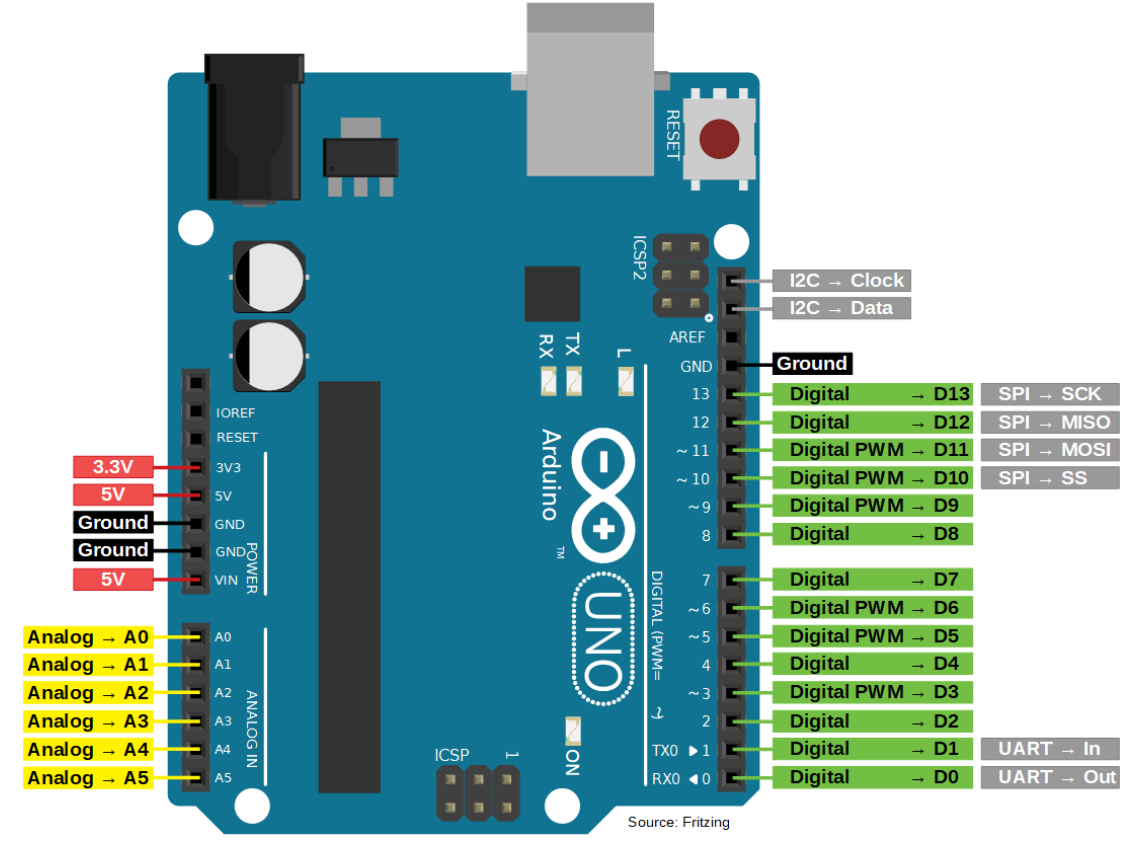 RESET
ICSP2
I2C → Clock
I2C → Data
AREF
GND
Ground
RX
TX
L
13
Digital → D13
SPI → SCK
12
Digital → D12
SPI → MISO
~11
Digital PWM → D11
SPI → MOSI
~10
Digital PWM → D10
SPI → SS
~9
Digital PWM → D9
8
Digital → D8
IOREF
RESET
3.3V
3V3
5V
5V
Ground
GND
Ground
GND
5V
VIN
POWER
Arduino
TM
UNO
DIGITAL (PWM= ~)
7
Digital → D7
~6
Digital PWM → D6
~5
Digital PWM → D5
4
Digital → D4
~3
Digital PWM → D3
2
Digital → D2
TX0 ▶ 1
Digital → D1
UART → In
RX0 ◀ 0
Digital → D0
UART → Out
Analog → A0
A0
Analog → A1
A1
Analog → A2
A2
Analog → A3
A3
Analog → A4
A4
Analog → A5
A5
ANALOG IN
ICSP
1
ON
Source: Fritzing